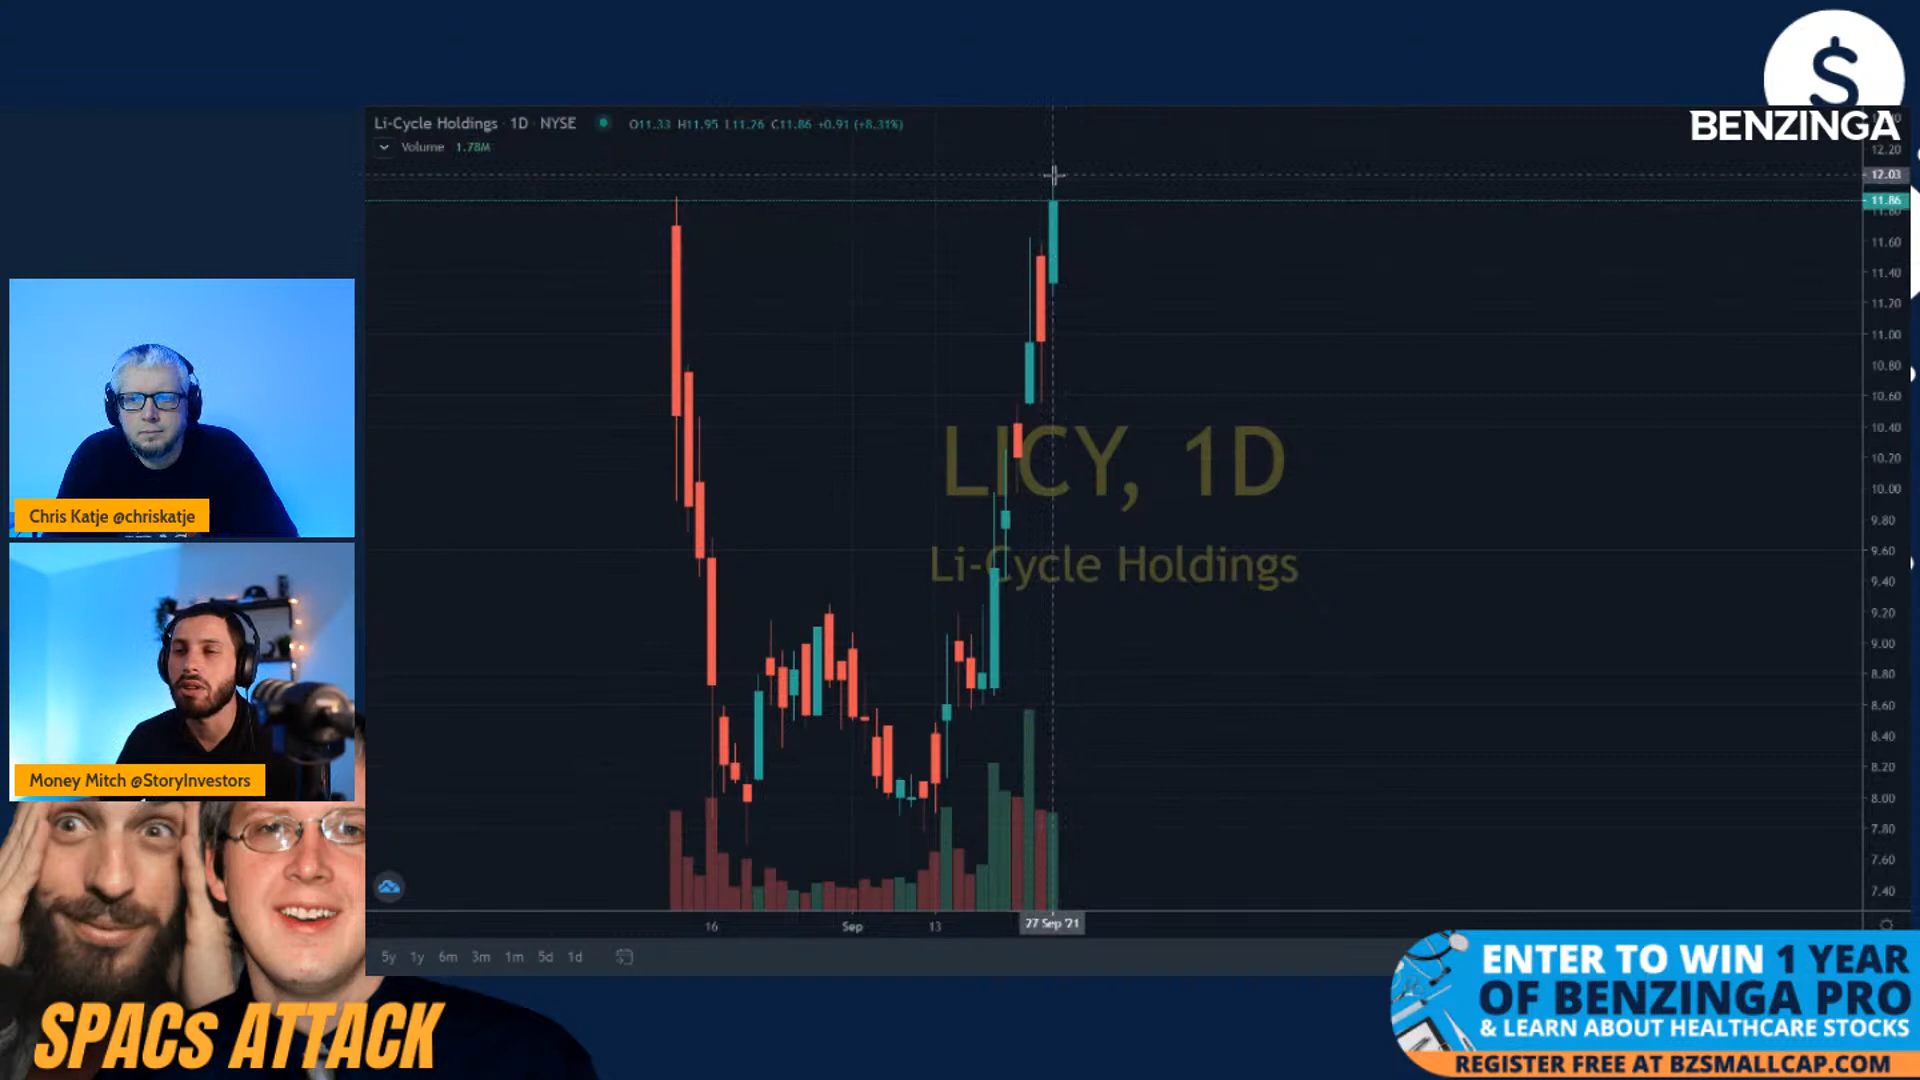 $
BENZINGA
Li-Cycle Holdings · 1D · NYSE
O11.33 H11.95 L11.26 C11.86 +0.91 (+8.31%)
Volume 1.78M
12.20
12.03
11.86
11.80
11.60
11.40
11.20
11.00
10.80
10.60
10.40
10.20
10.00
9.80
9.60
9.40
9.20
9.00
8.80
8.60
8.40
8.20
8.00
7.80
7.60
7.40
LICY, 1D
Li-Cycle Holdings
Chris Katje @chriskatje
Money Mitch @StoryInvestors
16
Sep
13
27 Sep '21
5y 1y 6m 3m 1m 5d 1d
SPACs ATTACK
ENTER TO WIN 1 YEAR
OF BENZINGA PRO
& LEARN ABOUT HEALTHCARE STOCKS
REGISTER FREE AT BZSMALLCAP.COM